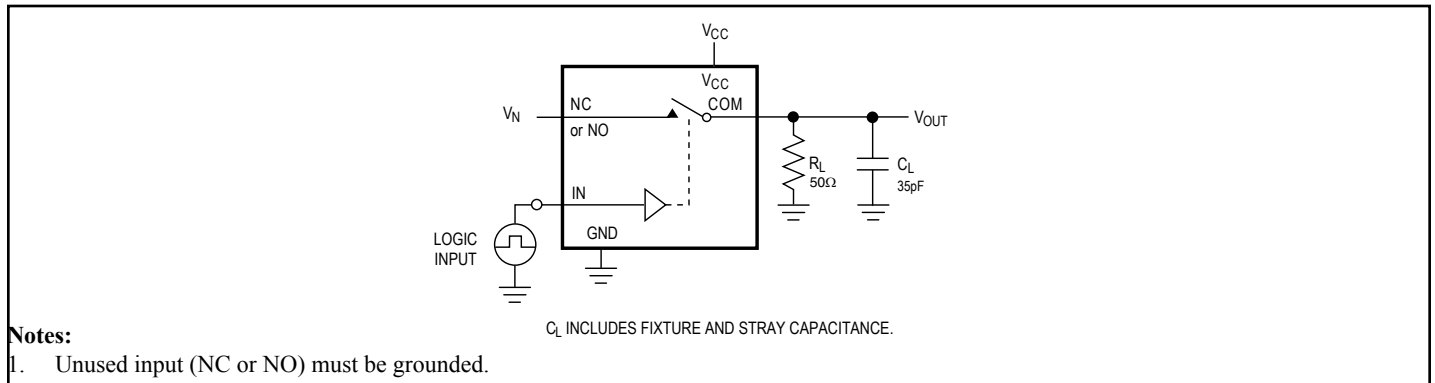 VCC
VCC
VN
NC
COM
VOUT
or NO
RL
50Ω
CL
35pF
IN
LOGIC
INPUT
GND
CL INCLUDES FIXTURE AND STRAY CAPACITANCE.
Notes:
1. Unused input (NC or NO) must be grounded.